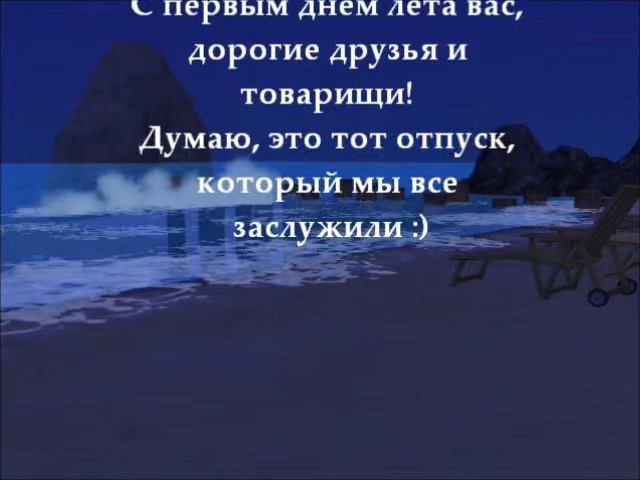 С первым днем лета вас,
дорогие друзья и
товарищи!
Думаю, это тот отпуск,
который мы все
заслужили :)